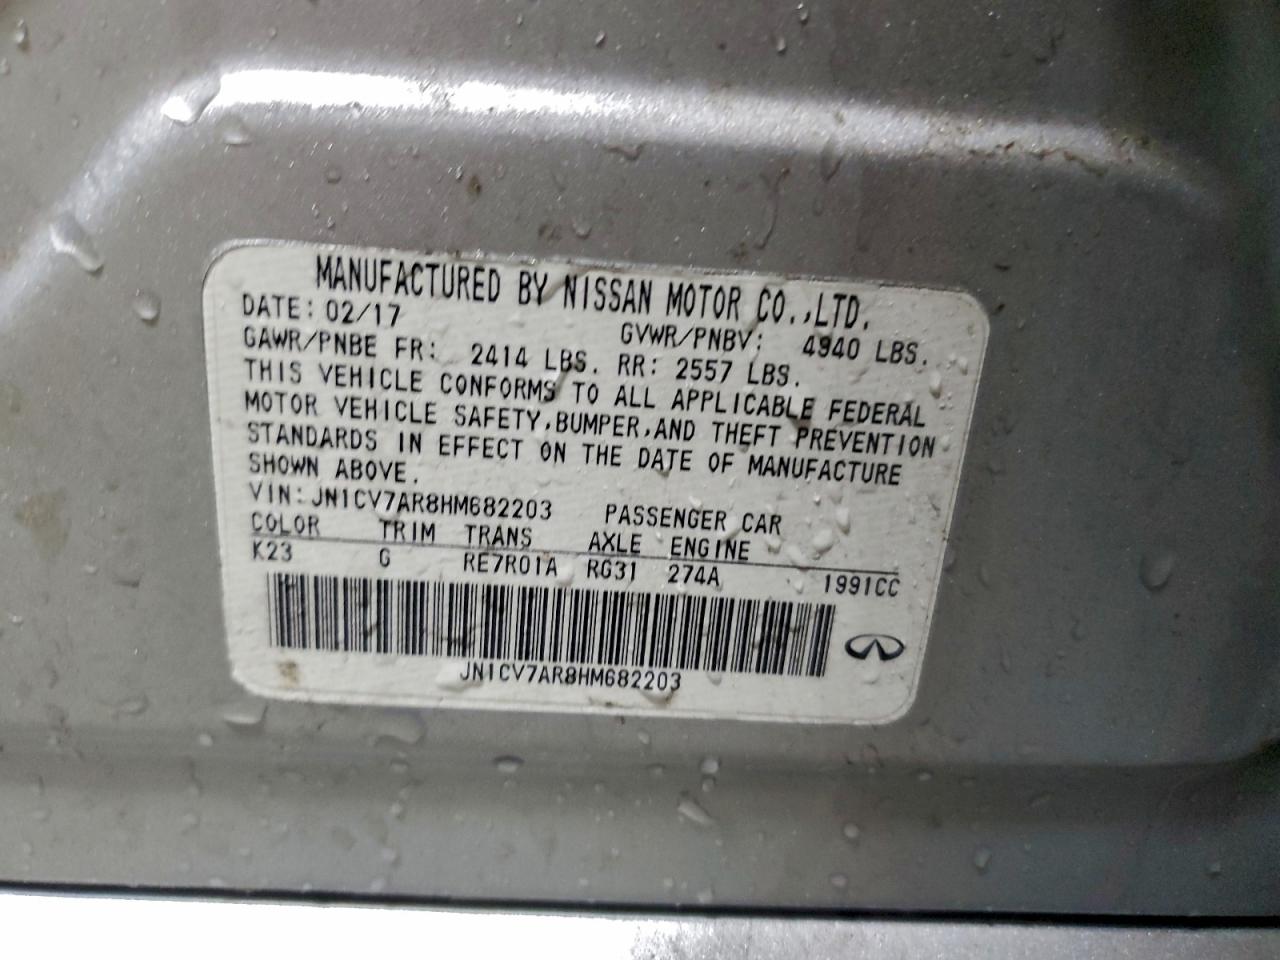 MANUFACTURED BY NISSAN MOTOR CO.,LTD.
DATE: 02/17 GVWR/PNBV: 4940 LBS.
GAWR/PNBE FR: 2414 LBS. RR: 2557 LBS.
THIS VEHICLE CONFORMS TO ALL APPLICABLE FEDERAL
MOTOR VEHICLE SAFETY,BUMPER,AND THEFT PREVENTION
STANDARDS IN EFFECT ON THE DATE OF MANUFACTURE
SHOWN ABOVE.
VIN:JN1CV7AR8HM682203 PASSENGER CAR
COLOR TRIM TRANS AXLE ENGINE
K23 G RE7R01A RG31 274A 1991CC
JN1CV7AR8HM682203